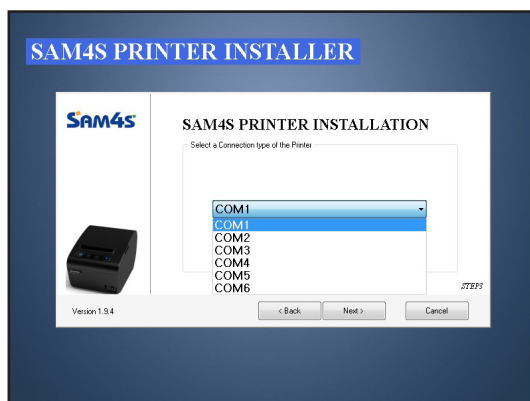 SAM4S PRINTER INSTALLER
SAM4S
SAM4S PRINTER INSTALLATION
Select a Connection type of the Printer
COM1
COM1
COM2
COM3
COM4
COM5
COM6
STEP3
Version 1.9.4
< Back
Next >
Cancel